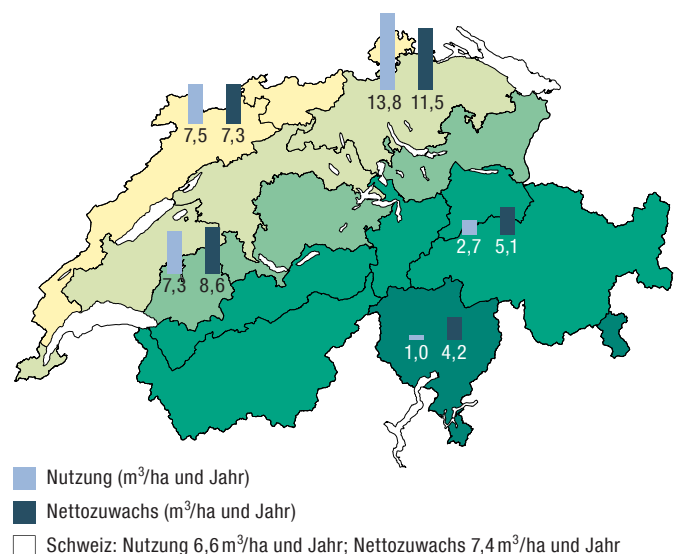 13,8 11,5
7,5 7,3
2,7 5,1
7,3 8,6
1,0 4,2
Nutzung (m³/ha und Jahr)
Nettozuwachs (m³/ha und Jahr)
Schweiz: Nutzung 6,6 m³/ha und Jahr; Nettozuwachs 7,4 m³/ha und Jahr